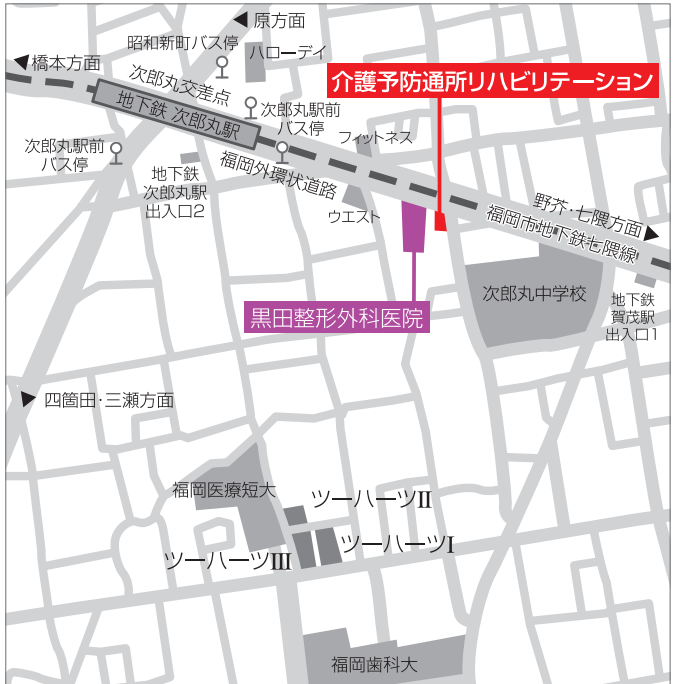 ◀原方面
昭和新町バス停
ハローデイ
◀橋本方面
次郎丸交差点
介護予防通所リハビリテーション
地下鉄 次郎丸駅
次郎丸駅前
バス停
フィットネス
次郎丸駅前
バス停
地下鉄
次郎丸駅
出入口2
福岡外環状道路
ウエスト
野芥・七隈方面▶
福岡市地下鉄七隈線
次郎丸中学校
地下鉄
賀茂駅
出入口1
黒田整形外科医院
▶四箇田・三瀬方面
福岡医療短大
ツーハーツⅡ
ツーハーツⅠ
ツーハーツⅢ
福岡歯科大